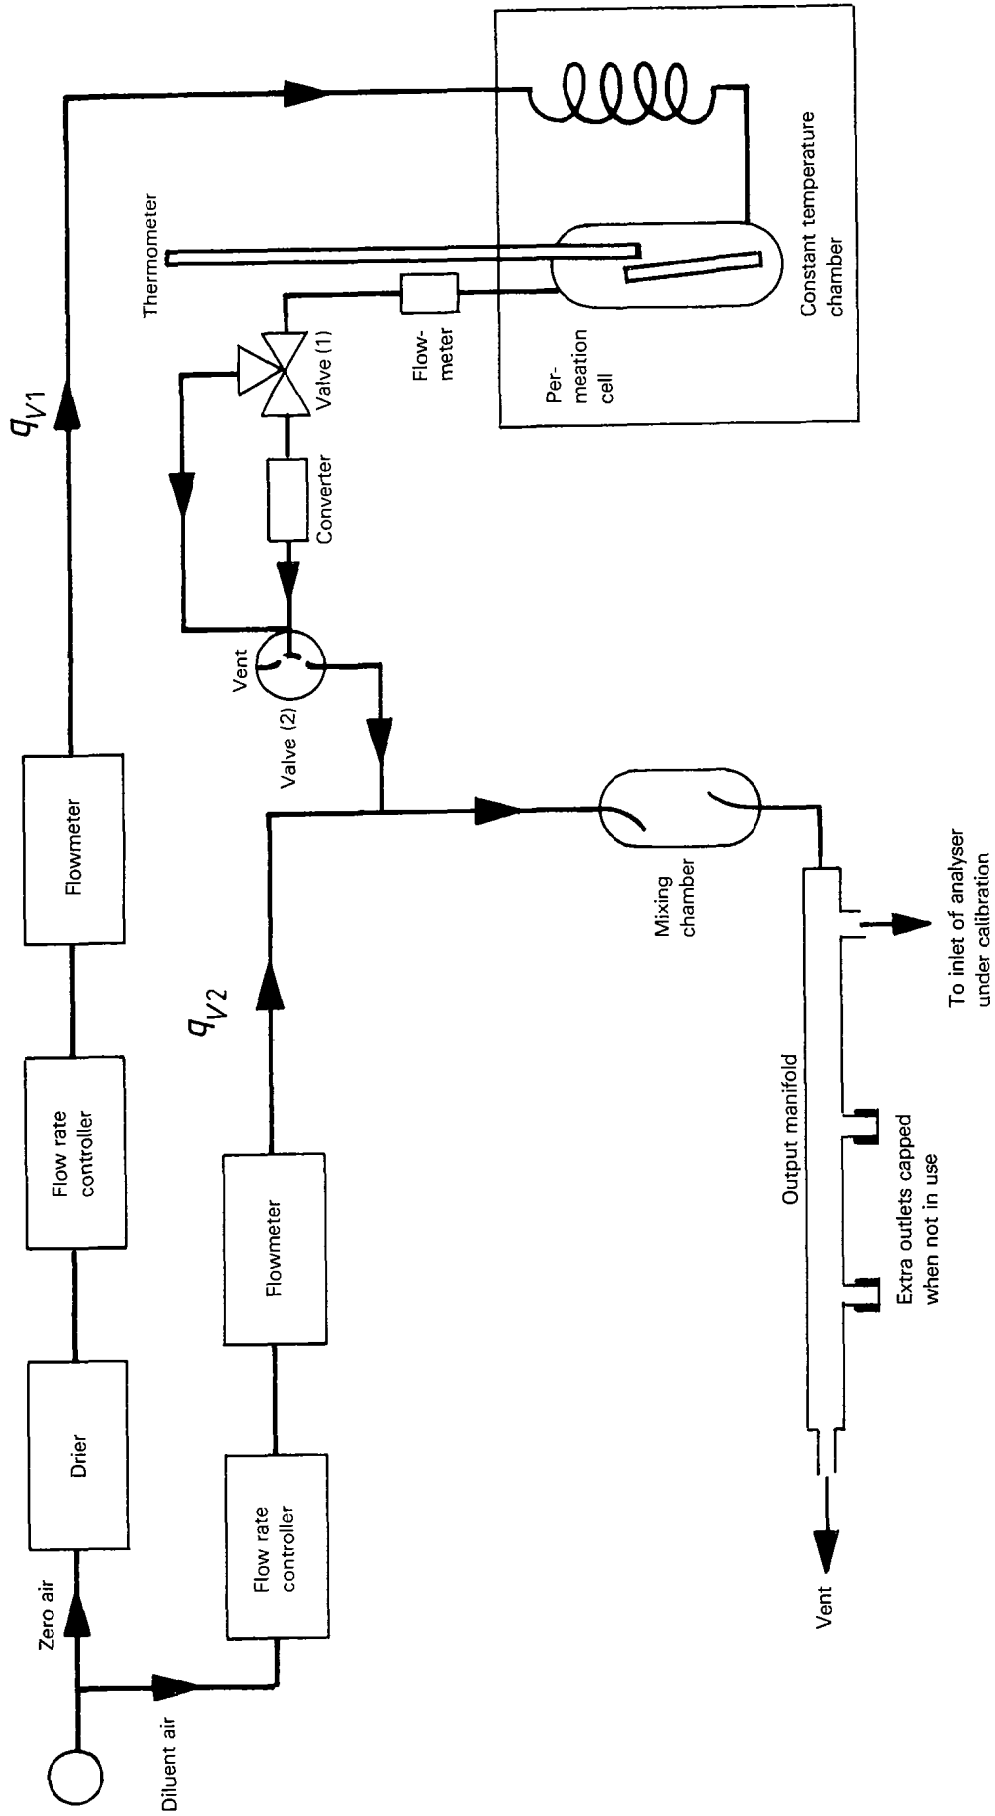 Zero air
Drier
Flow rate
controller
Flowmeter
qV1
Diluent air
Flow rate
controller
Flowmeter
qV2
Vent
Valve (2)
Converter
Valve (1)
Flow-
meter
Thermometer
Per-
meation
cell
Constant temperature
chamber
Mixing
chamber
Output manifold
Vent
Extra outlets capped
when not in use
To inlet of analyser
under calibration